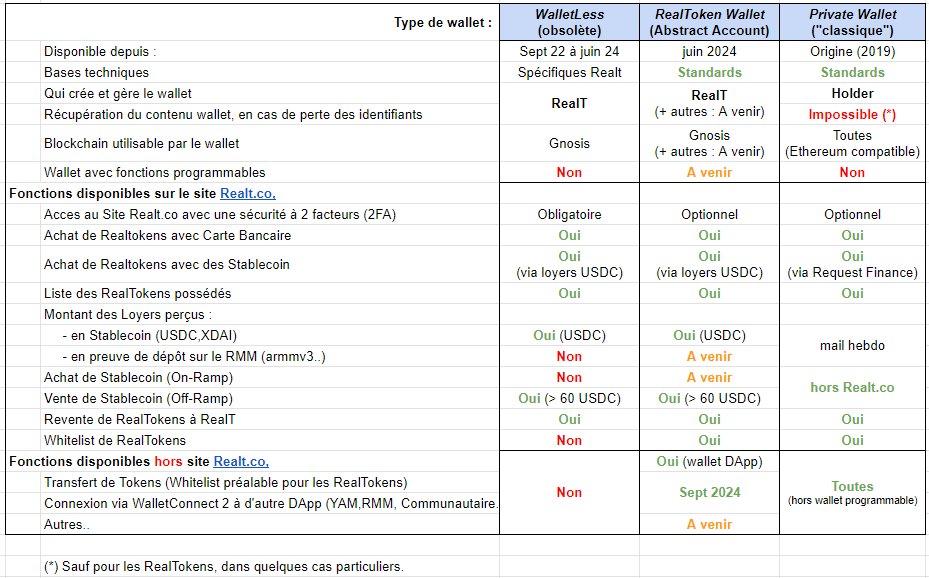 Type de wallet : WalletLess (obsolète) RealToken Wallet (Abstract Account) Private Wallet ("classique")
Disponible depuis : Sept 22 à juin 24 juin 2024 Origine (2019)
Bases techniques Spécifiques Realt Standards Standards
Qui crée et gère le wallet RealT RealT (+ autres : A venir) Holder
Récupération du contenu wallet, en cas de perte des identifiants Impossible (*)
Blockchain utilisable par le wallet Gnosis Gnosis (+ autres : A venir) Toutes (Ethereum compatible)
Wallet avec fonctions programmables Non A venir Non
Fonctions disponibles sur le site Realt.co,
Acces au Site Realt.co avec une sécurité à 2 facteurs (2FA) Obligatoire Optionnel Optionnel
Achat de Realtokens avec Carte Bancaire Oui Oui Oui
Achat de Realtokens avec des Stablecoin Oui (via loyers USDC) Oui (via loyers USDC) Oui (via Request Finance)
Liste des RealTokens possédés Oui Oui Oui
Montant des Loyers perçus :
- en Stablecoin (USDC,XDAI) Oui (USDC) Oui (USDC) mail hebdo
- en preuve de dépôt sur le RMM (armmv3..) Non A venir
Achat de Stablecoin (On-Ramp) Non A venir hors Realt.co
Vente de Stablecoin (Off-Ramp) Oui (> 60 USDC) Oui (> 60 USDC)
Revente de RealTokens à RealT Oui Oui Oui
Whitelist de RealTokens Non Oui Oui
Fonctions disponibles hors site Realt.co, Non Oui (wallet DApp) Toutes (hors wallet programmable)
Transfert de Tokens (Whitelist préalable pour les RealTokens) Sept 2024
Connexion via WalletConnect 2 à d'autre DApp (YAM,RMM, Communautaire.
Autres.. A venir
(*) Sauf pour les RealTokens, dans quelques cas particuliers.